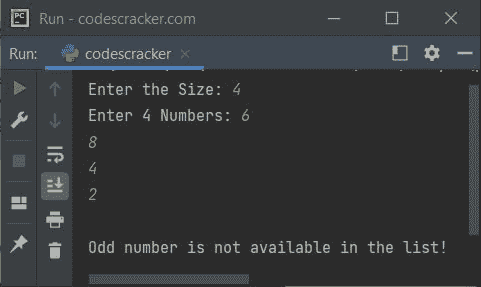 PC
Run - codescracker.com
Run: codescracker
Enter the Size: 4
Enter 4 Numbers: 6
8
4
2
Odd number is not available in the list!